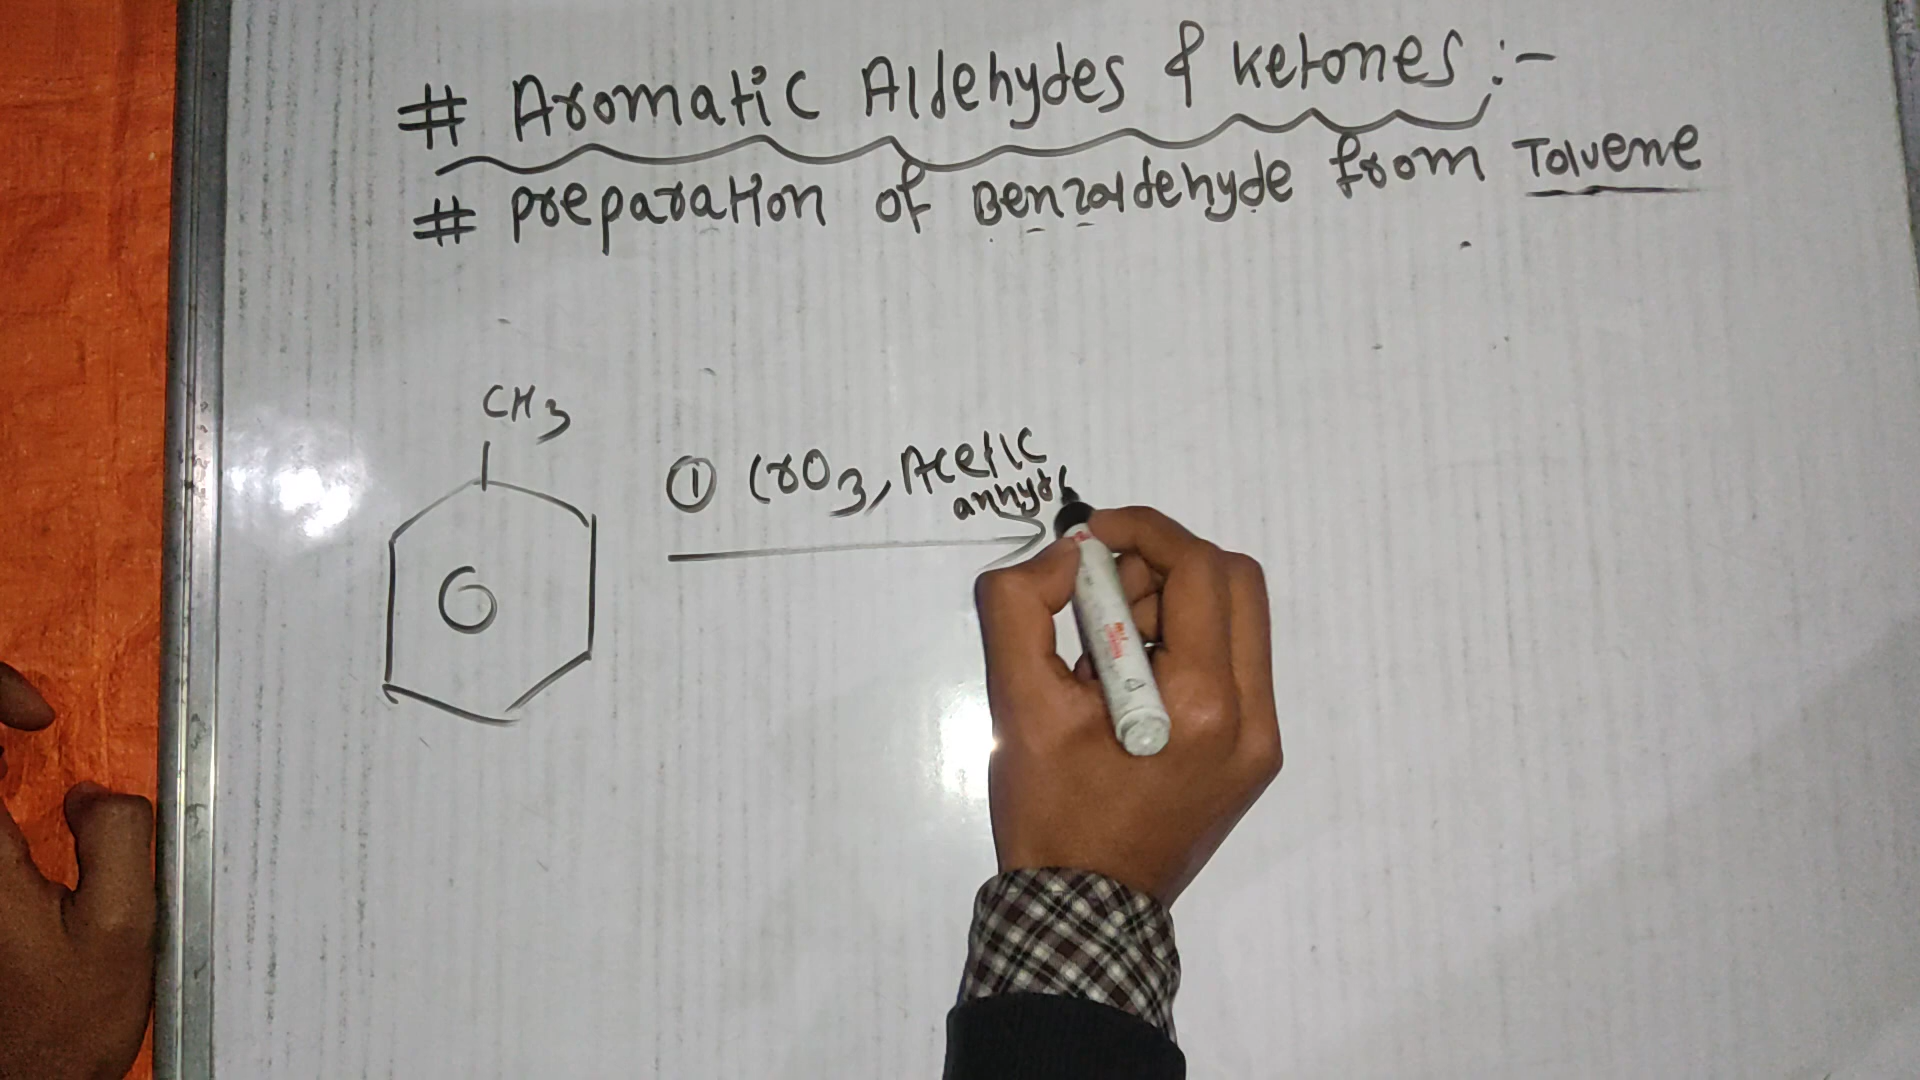 # Aromatic Aldehydes & Ketones :-
# preparation of Benzaldehyde from Toluene
CH3
① CrO3, Acetic
anhyd